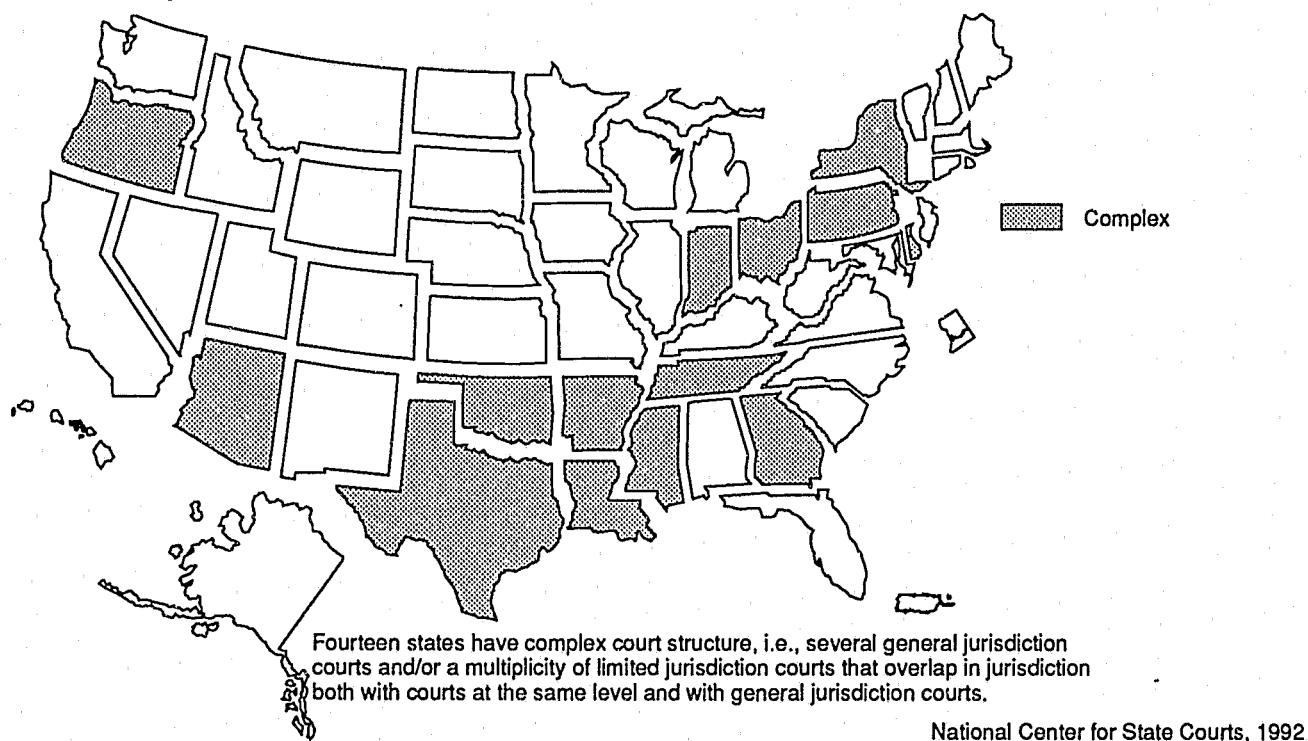 Complex
Fourteen states have complex court structure, i.e., several general jurisdiction
courts and/or a multiplicity of limited jurisdiction courts that overlap in jurisdiction
both with courts at the same level and with general jurisdiction courts.
National Center for State Courts, 1992